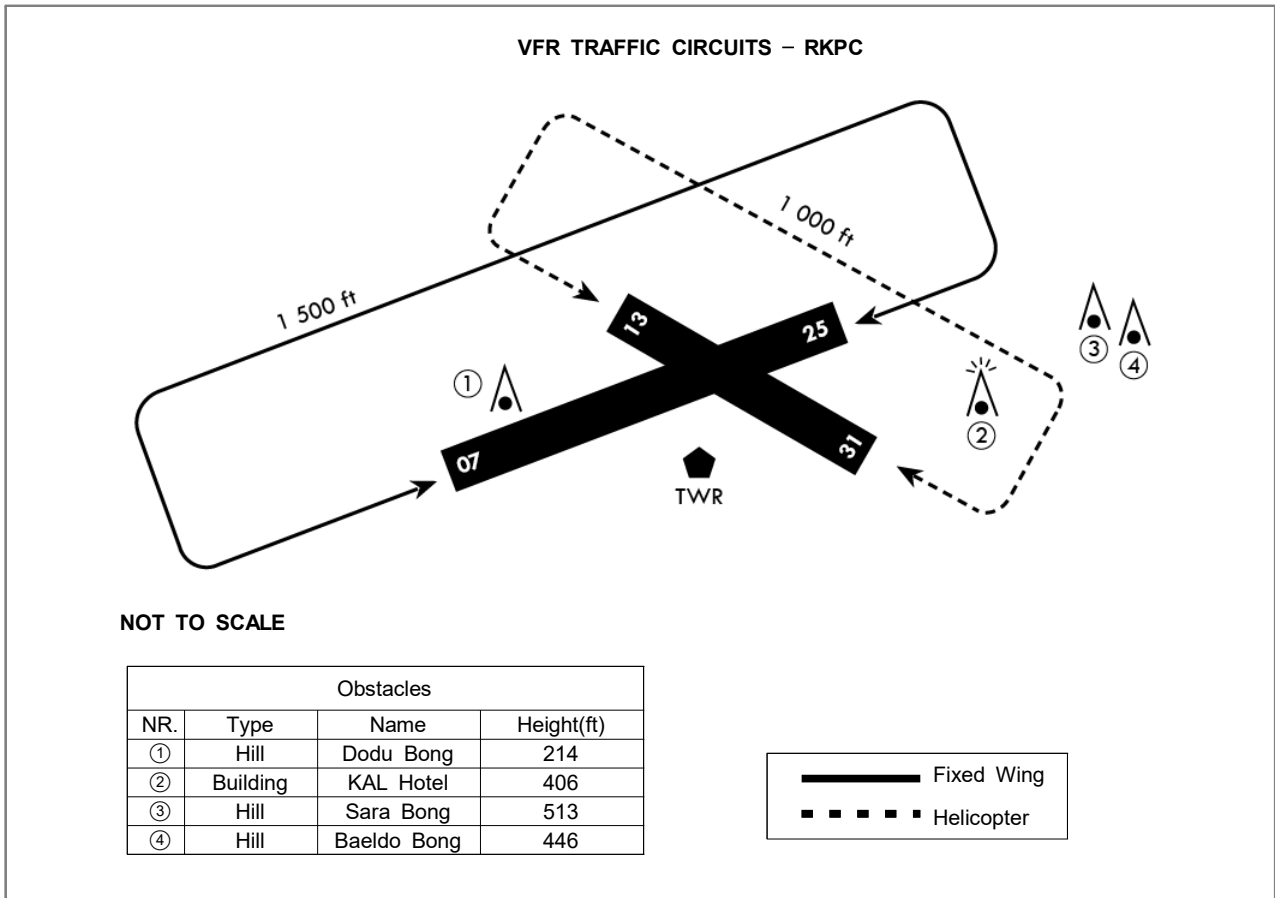 VFR TRAFFIC CIRCUITS – RKPC
1 000 ft
1 500 ft
13
25
③
④
①
②
07
31
TWR
NOT TO SCALE
Obstacles
NR. Type Name Height(ft)
① Hill Dodu Bong 214
② Building KAL Hotel 406
③ Hill Sara Bong 513
④ Hill Baeldo Bong 446
Fixed Wing
Helicopter